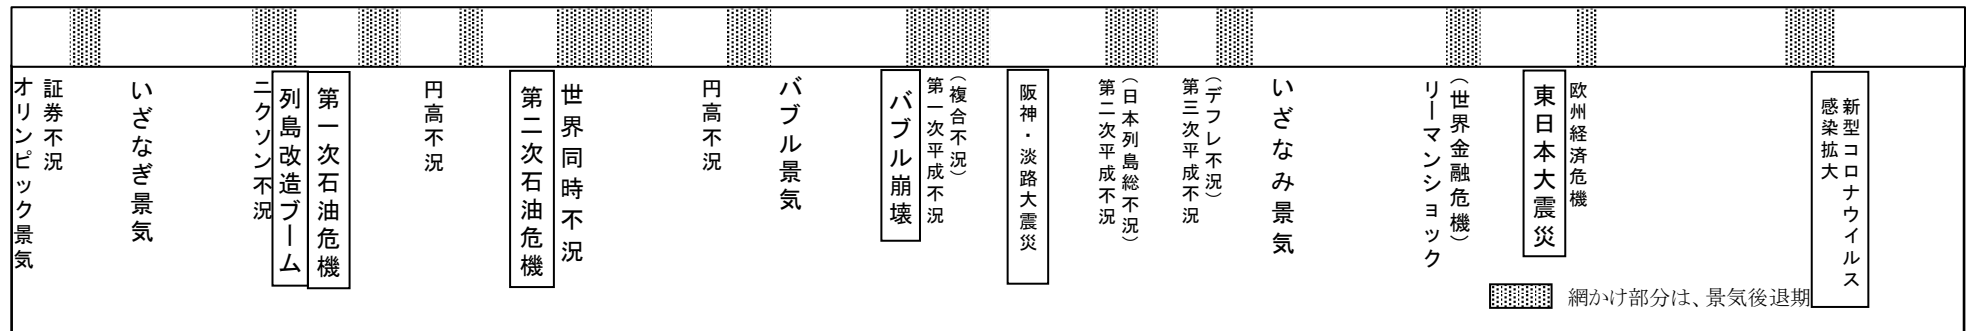 オリンピック景気
証券不況
いざなぎ景気
ニクソン不況
列島改造ブーム
第一次石油危機
円高不況
第二次石油危機
世界同時不況
円高不況
バブル景気
バブル崩壊
第一次平成不況
（複合不況）
阪神・淡路大震災
第二次平成不況
（日本列島総不況）
第三次平成不況
（デフレ不況）
いざなみ景気
リーマンショック
（世界金融危機）
東日本大震災
欧州経済危機
新型コロナウイルス
感染拡大
網かけ部分は、景気後退期